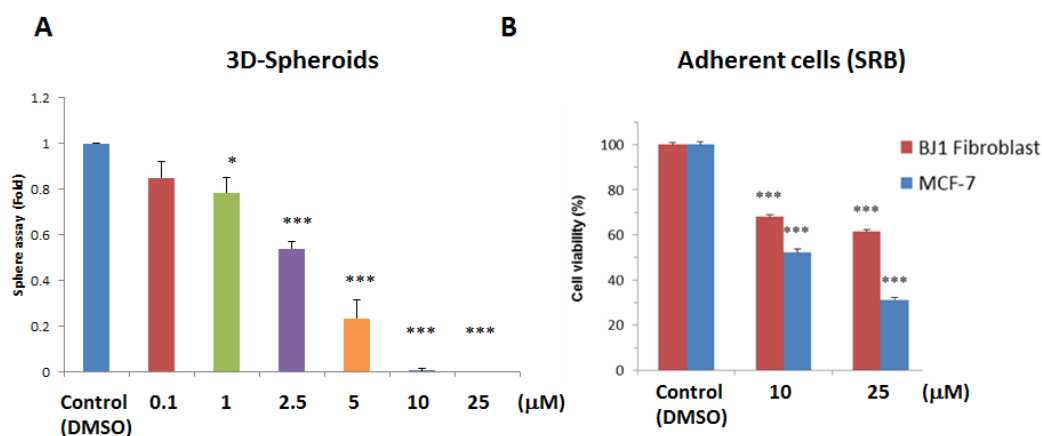 A
3D-Spheroids
Sphere assay (Fold)
1.2
1
0.8
0.6
0.4
0.2
0
*
***
***
***
***
Control (DMSO)
0.1
1
2.5
5
10
25
(µM)
B
Adherent cells (SRB)
Cell viability (%)
100
80
60
40
20
0
***
***
***
***
BJ1 Fibroblast
MCF-7
Control
(DMSO)
10
25
(µM)